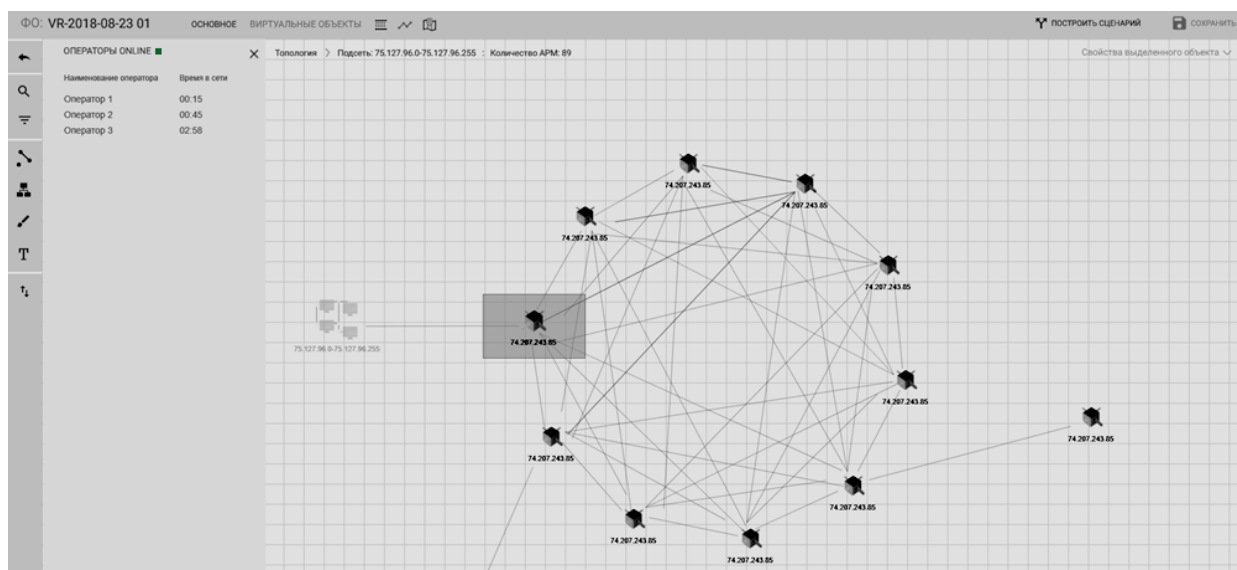 ФО: VR-2018-08-23 01 ОСНОВНОЕ ВИРТУАЛЬНЫЕ ОБЪЕКТЫ ПОСТРОИТЬ СЦЕНАРИЙ СОХРАНИТЬ
ОПЕРАТОРЫ ONLINE
Топология > Подсеть: 75.127.96.0-75.127.96.255 : Количество АРМ: 89
Свойства выделенного объекта
Наименование оператора Время в сети
Оператор 1 00:15
Оператор 2 00:45
Оператор 3 02:58
T
74.207.243.85
74.207.243.85
74.207.243.85
74.207.243.85
74.207.243.85
75.127.96.0-75.127.96.255
74.207.243.85
74.207.243.85
74.207.243.85
74.207.243.85
74.207.243.85
74.207.243.85